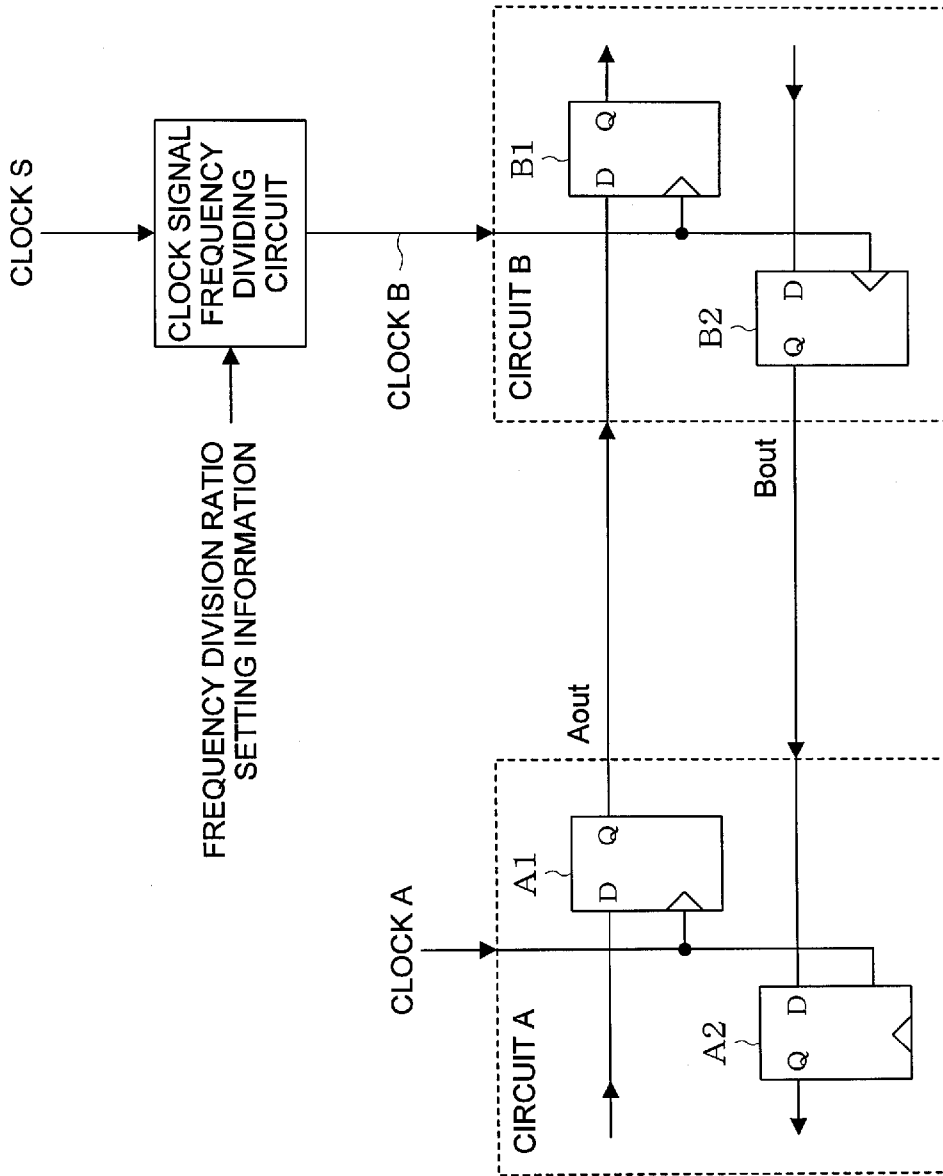 CLOCK S
CLOCK SIGNAL
FREQUENCY
DIVIDING
CIRCUIT
FREQUENCY DIVISION RATIO
SETTING INFORMATION
CLOCK B
CLOCK A
CIRCUIT A
A1
D
Q
A2
Q
D
Aout
Bout
CIRCUIT B
B1
D
Q
B2
Q
D